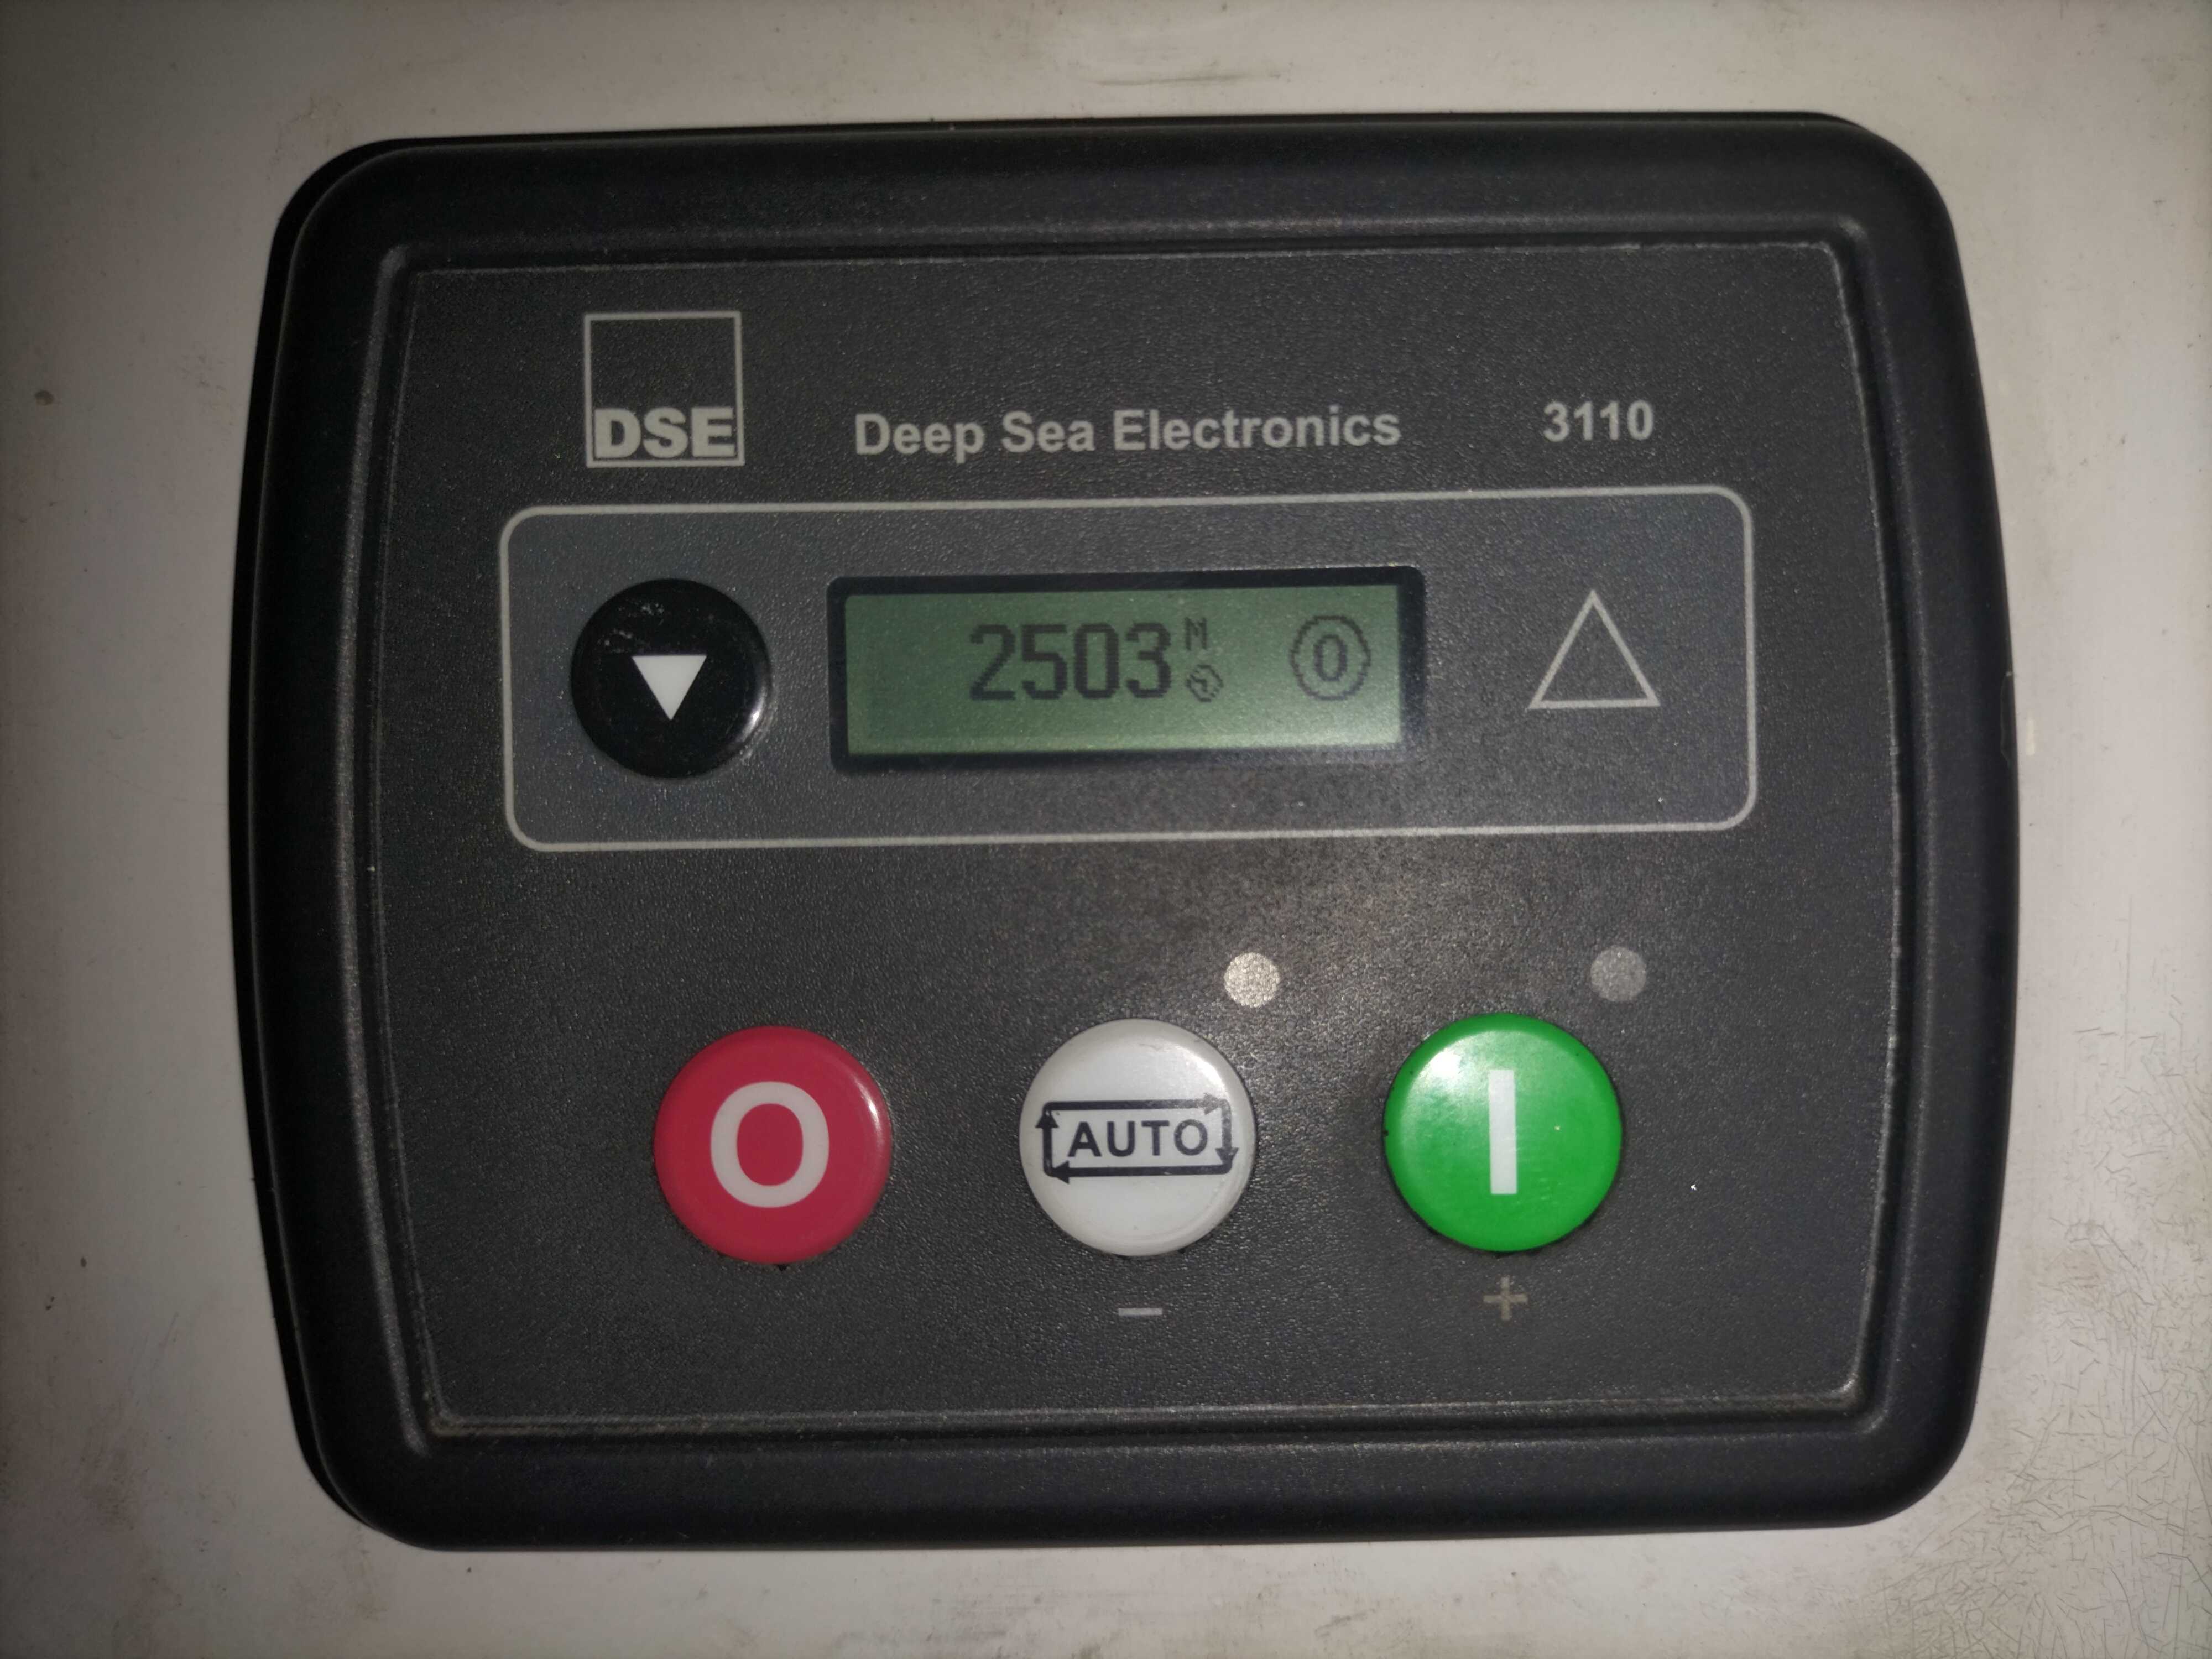 DSE
Deep Sea Electronics 3110
2503 M 0
O AUTO I
− +